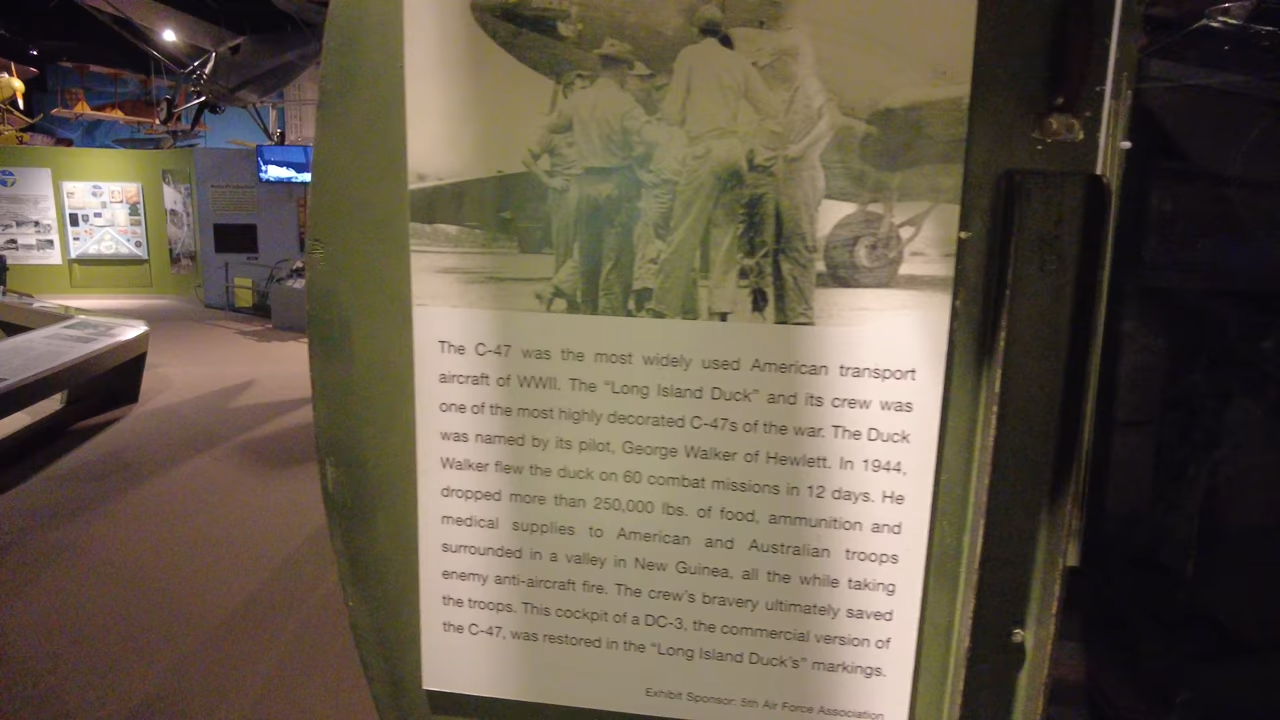 The C-47 was the most widely used American transport
aircraft of WWII. The “Long Island Duck” and its crew was
one of the most highly decorated C-47s of the war. The Duck
was named by its pilot, George Walker of Hewlett. In 1944,
Walker flew the duck on 60 combat missions in 12 days. He
dropped more than 250,000 lbs. of food, ammunition and
medical supplies to American and Australian troops
surrounded in a valley in New Guinea, all the while taking
enemy anti-aircraft fire. The crew’s bravery ultimately saved
the troops. This cockpit of a DC-3, the commercial version of
the C-47, was restored in the “Long Island Duck’s” markings.
Exhibit Sponsor: 5th Air Force Association